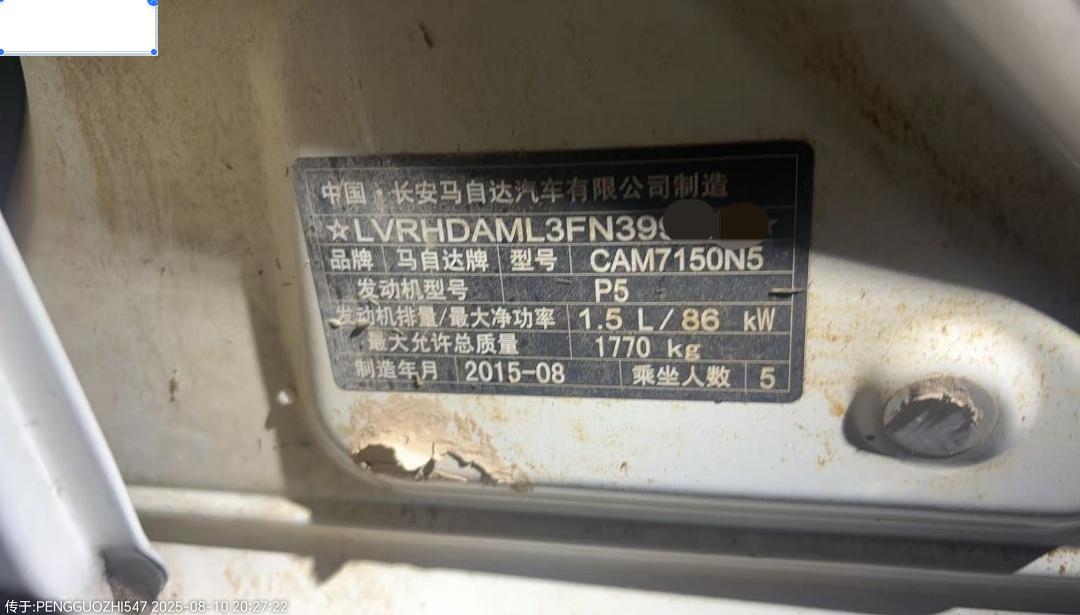 中国·长安马自达汽车有限公司制造
☆LVRHDAML3FN39
品牌 马自达牌 型号 CAM7150N5
发动机型号 P5
发动机排量/最大净功率 1.5 L/86 kW
最大允许总质量 1770 kg
制造年月 2015-08 乘坐人数 5
传于:PENGGUOZHI547 2025-08-10 20:27:22